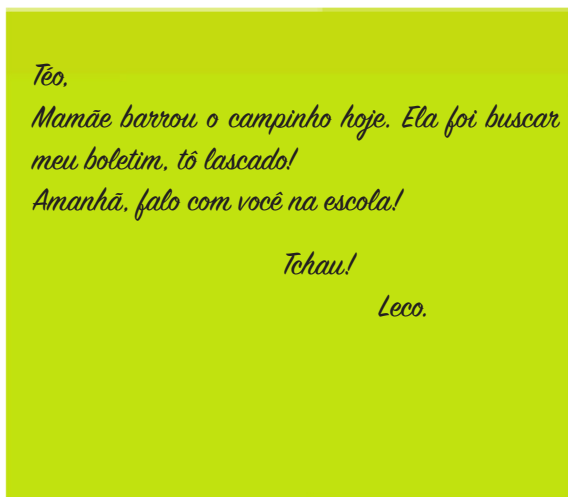 Téo,
Mamãe barrou o campinho hoje. Ela foi buscar
meu boletim, tô lascado!
Amanhã, falo com você na escola!
Tchau!
Leco.